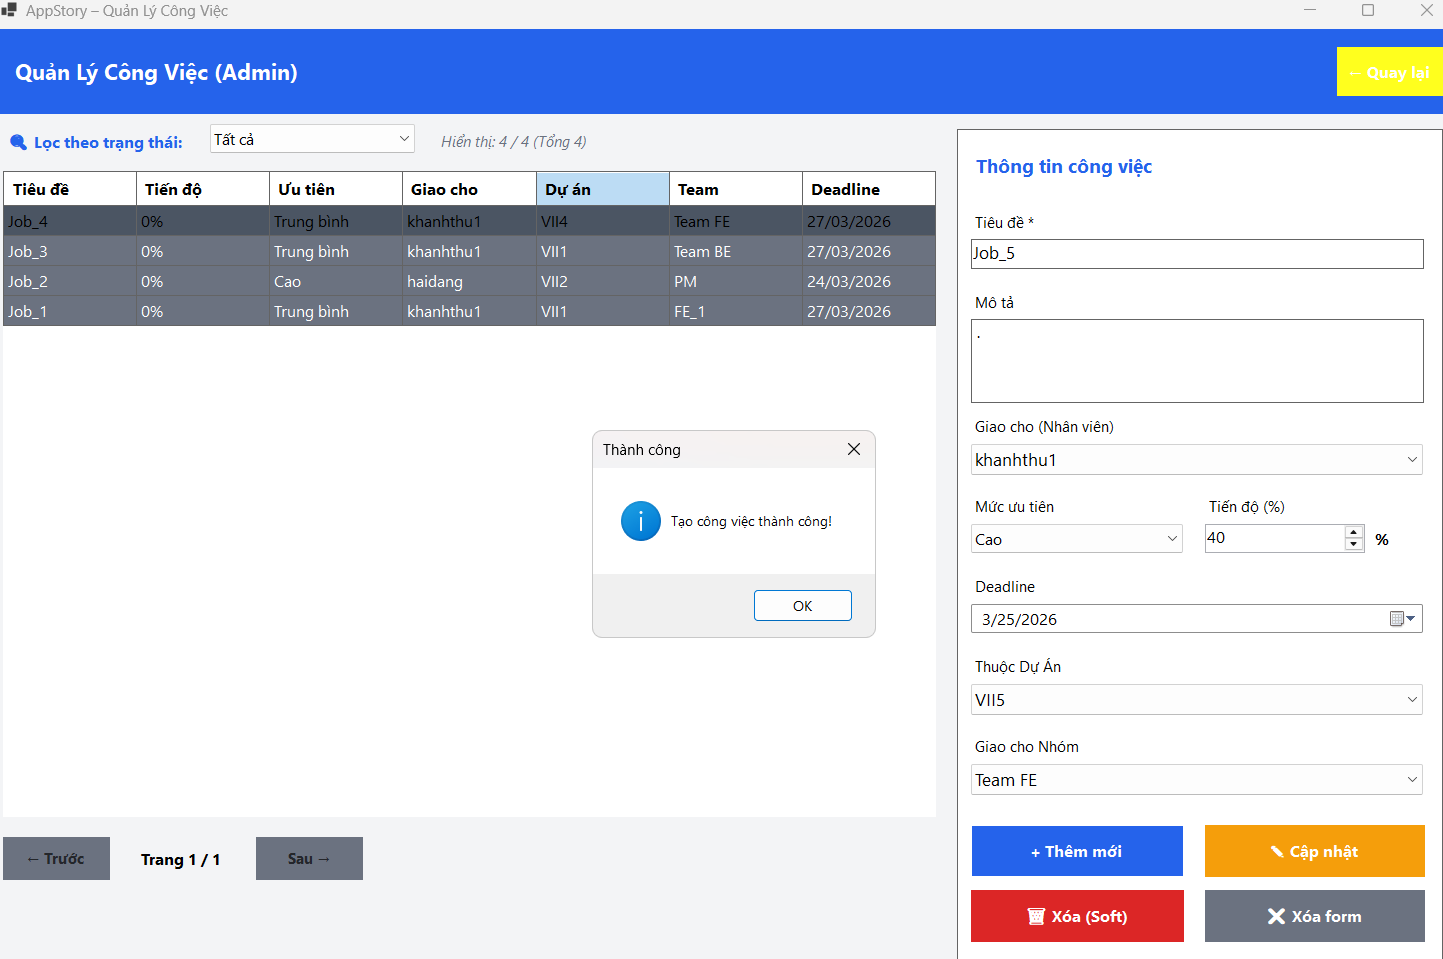 AppStory – Quản Lý Công Việc
Quản Lý Công Việc (Admin)
← Quay lại
Lọc theo trạng thái:
Tất cả
Hiển thị: 4 / 4 (Tổng 4)
Tiêu đề Tiến độ Ưu tiên Giao cho Dự án Team Deadline
Job_4 0% Trung bình khanhthu1 VII4 Team FE 27/03/2026
Job_3 0% Trung bình khanhthu1 VII1 Team BE 27/03/2026
Job_2 0% Cao haidang VII2 PM 24/03/2026
Job_1 0% Trung bình khanhthu1 VII1 FE_1 27/03/2026
Thành công
Tạo công việc thành công!
OK
← Trước
Trang 1 / 1
Sau →
Thông tin công việc
Tiêu đề *
Job_5
Mô tả
.
Giao cho (Nhân viên)
khanhthu1
Mức ưu tiên Tiến độ (%)
Cao 40 %
Deadline
3/25/2026
Thuộc Dự Án
VII5
Giao cho Nhóm
Team FE
+ Thêm mới
Cập nhật
Xóa (Soft)
Xóa form